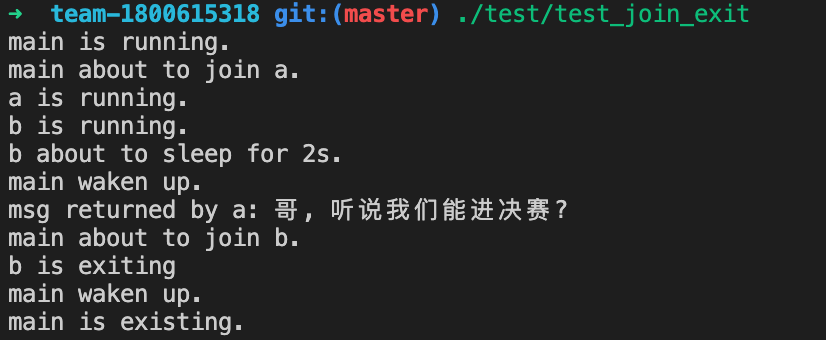 ➜ team-1800615318 git:(master) ./test/test_join_exit
main is running.
main about to join a.
a is running.
b is running.
b about to sleep for 2s.
main waken up.
msg returned by a: 哥, 听说我们能进决赛?
main about to join b.
b is exiting
main waken up.
main is existing.